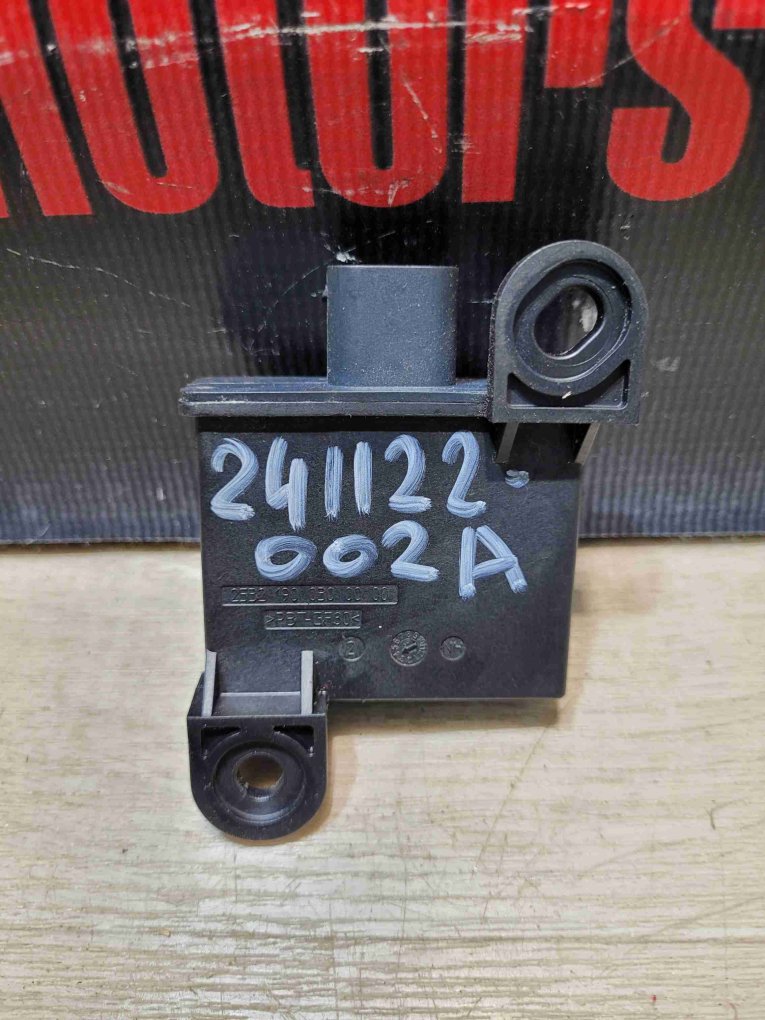 motors
241122.
002A
>PBT-GF30<